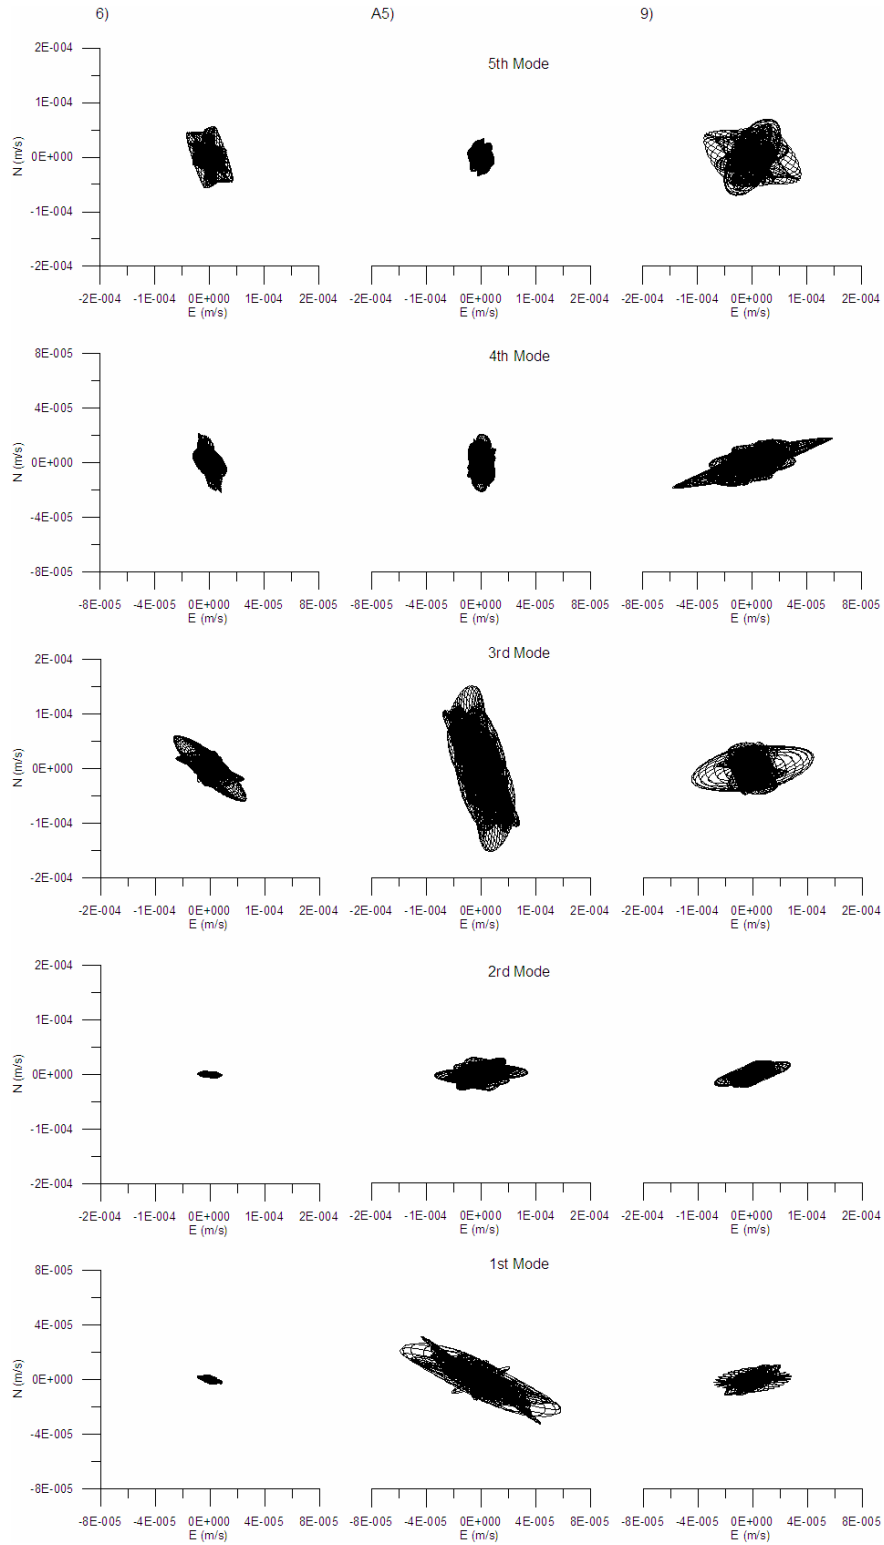 6) A5) 9)
5th Mode
2E-004
1E-004
0E+000
-1E-004
-2E-004
N (m/s)
-2E-004 -1E-004 0E+000 1E-004 2E-004 -2E-004 -1E-004 0E+000 1E-004 2E-004 -2E-004 -1E-004 0E+000 1E-004 2E-004
E (m/s) E (m/s) E (m/s)
4th Mode
8E-005
4E-005
0E+000
-4E-005
-8E-005
N (m/s)
-8E-005 -4E-005 0E+000 4E-005 8E-005 -8E-005 -4E-005 0E+000 4E-005 8E-005 -8E-005 -4E-005 0E+000 4E-005 8E-005
E (m/s) E (m/s) E (m/s)
3rd Mode
2E-004
1E-004
0E+000
-1E-004
-2E-004
N (m/s)
-2E-004 -1E-004 0E+000 1E-004 2E-004 -2E-004 -1E-004 0E+000 1E-004 2E-004 -2E-004 -1E-004 0E+000 1E-004 2E-004
E (m/s) E (m/s) E (m/s)
2rd Mode
2E-004
1E-004
0E+000
-1E-004
-2E-004
N (m/s)
-2E-004 -1E-004 0E+000 1E-004 2E-004 -2E-004 -1E-004 0E+000 1E-004 2E-004 -2E-004 -1E-004 0E+000 1E-004 2E-004
E (m/s) E (m/s) E (m/s)
1st Mode
8E-005
4E-005
0E+000
-4E-005
-8E-005
N (m/s)
-8E-005 -4E-005 0E+000 4E-005 8E-005 -8E-005 -4E-005 0E+000 4E-005 8E-005 -8E-005 -4E-005 0E+000 4E-005 8E-005
E (m/s) E (m/s) E (m/s)